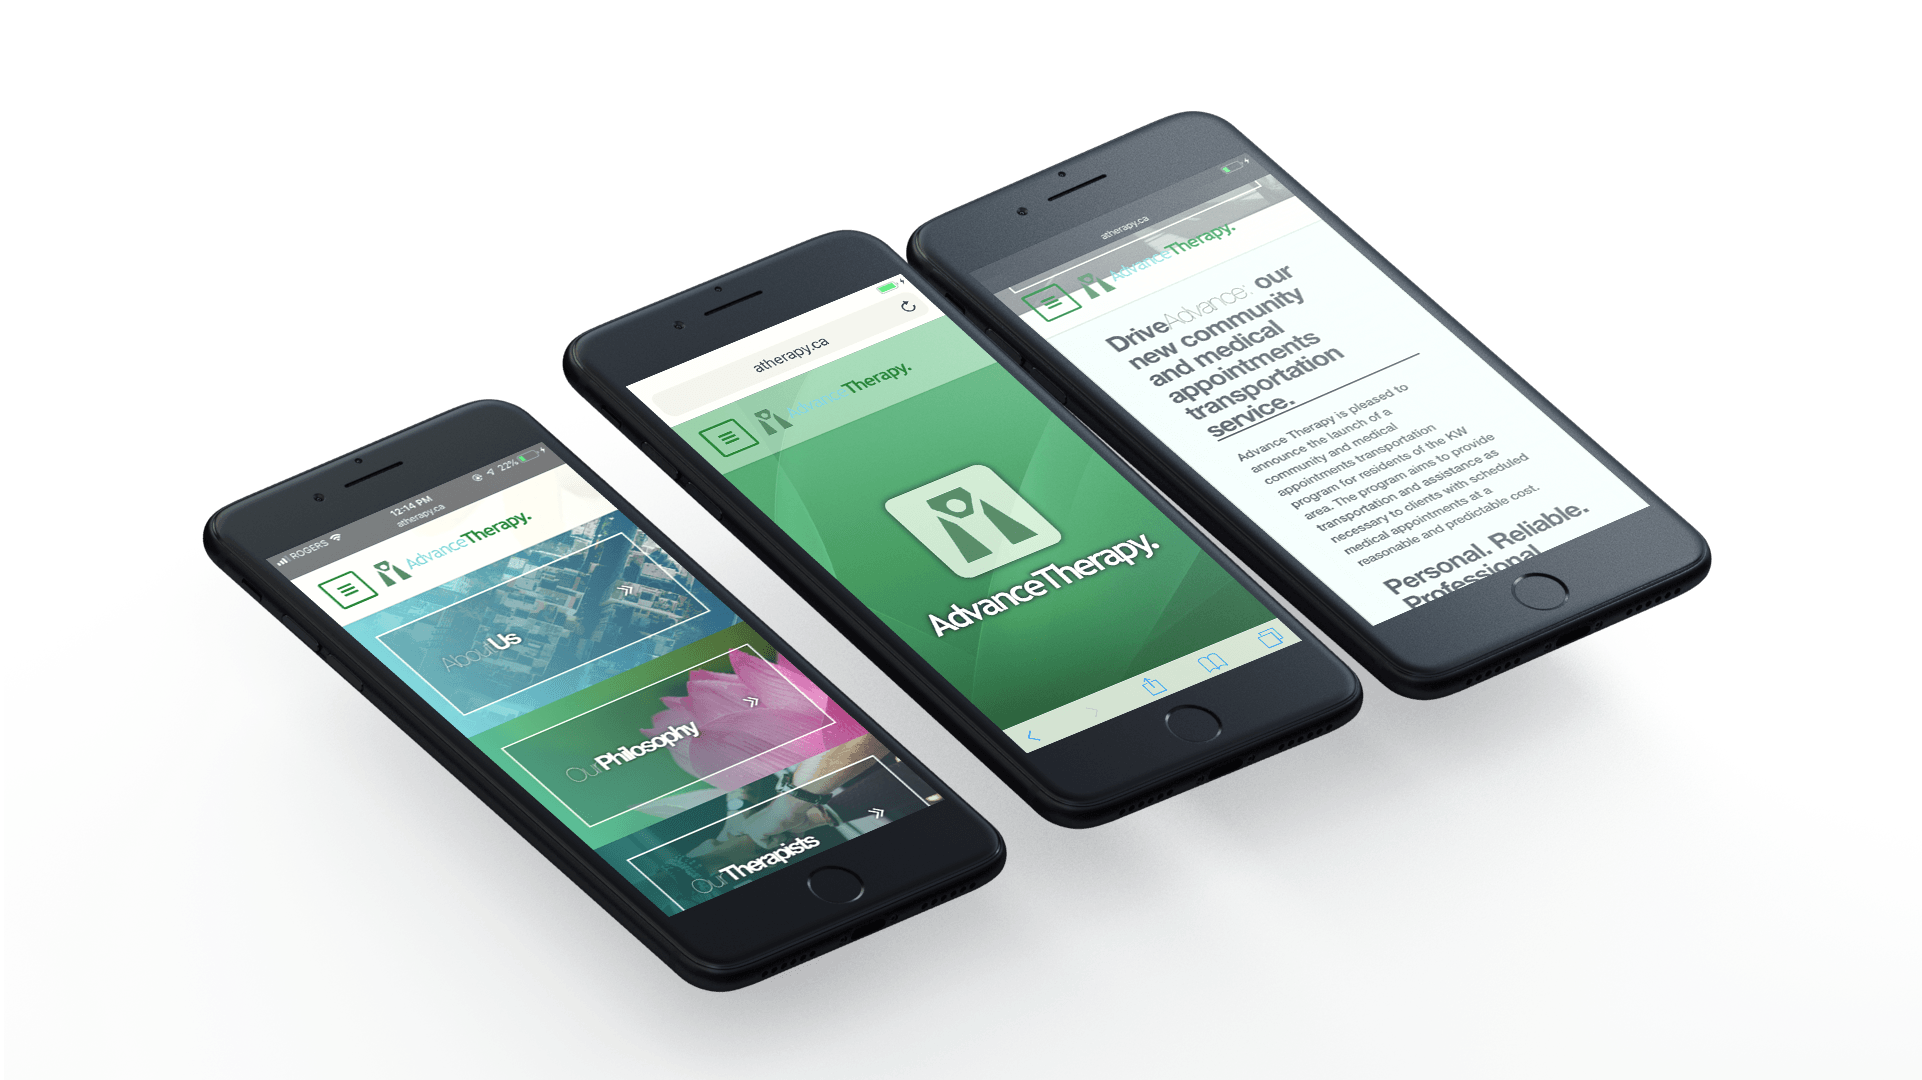 ROGERS
12:14 PM
22%
atherapy.ca
AdvanceTherapy.
AboutUs
OurPhilosophy
OurTherapists
atherapy.ca
AdvanceTherapy.
AdvanceTherapy.
atherapy.ca
AdvanceTherapy.
DriveAdvance: our
new community
and medical
appointments
transportation
service.
Advance Therapy is pleased to
announce the launch of a
community and medical
appointments transportation
program for residents of the KW
area. The program aims to provide
transportation and assistance as
necessary to clients with scheduled
medical appointments at a
reasonable and predictable cost.
Personal. Reliable.
Professional.